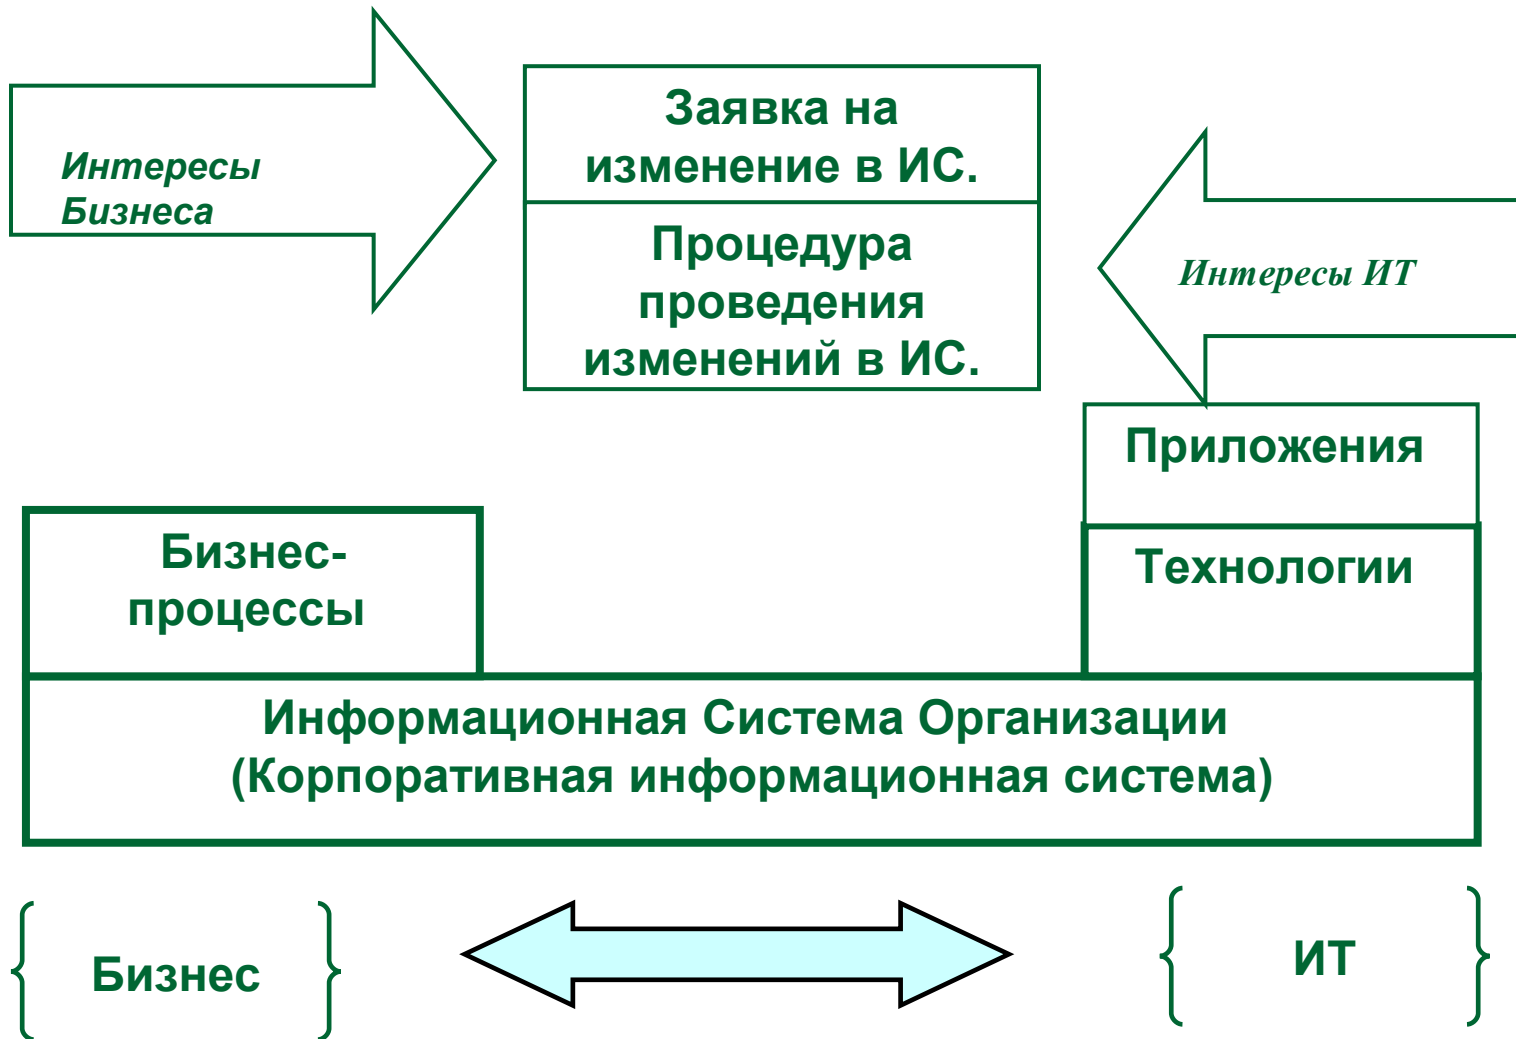 Заявка на
изменение в ИС.
Интересы
Бизнеса
Процедура
проведения
изменений в ИС.
Интересы ИТ
Приложения
Бизнес-
процессы
Технологии
Информационная Система Организации
(Корпоративная информационная система)
Бизнес
ИТ